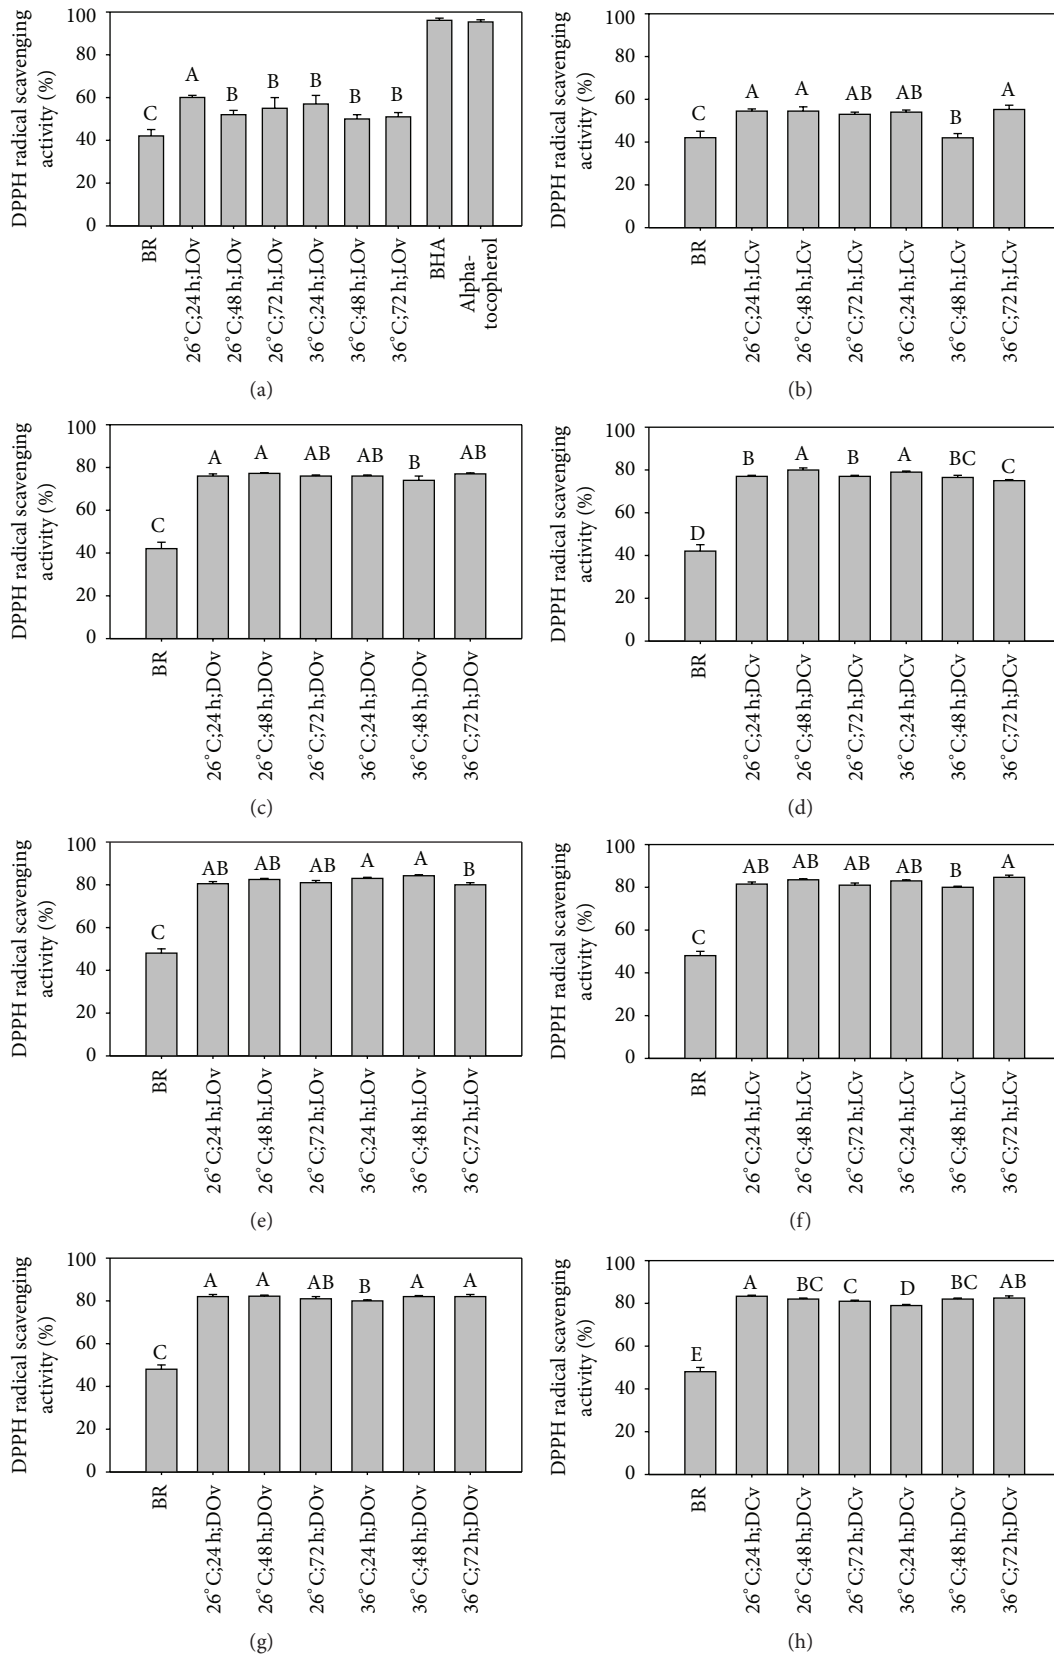 DPPH radical scavenging
activity (%)
100
80
60
40
20
0
C
A
B
B
A
B
B
BR
26°C;24 h;LOv
26°C;48 h;LOv
26°C;72 h;LOv
36°C;24 h;LOv
36°C;48 h;LOv
36°C;72 h;LOv
BHA
Alpha-
tocopherol
(a)
DPPH radical scavenging
activity (%)
100
80
60
40
20
0
C
A
A
AB
AB
B
A
BR
26°C;24 h;LCv
26°C;48 h;LCv
26°C;72 h;LCv
36°C;24 h;LCv
36°C;48 h;LCv
36°C;72 h;LCv
(b)
DPPH radical scavenging
activity (%)
100
80
60
40
20
0
C
A
A
AB
AB
B
AB
BR
26°C;24 h;DOv
26°C;48 h;DOv
26°C;72 h;DOv
36°C;24 h;DOv
36°C;48 h;DOv
36°C;72 h;DOv
(c)
DPPH radical scavenging
activity (%)
100
80
60
40
20
0
D
B
A
B
A
BC
C
BR
26°C;24 h;DCv
26°C;48 h;DCv
26°C;72 h;DCv
36°C;24 h;DCv
36°C;48 h;DCv
36°C;72 h;DCv
(d)
DPPH radical scavenging
activity (%)
100
80
60
40
20
0
C
AB
AB
AB
A
A
B
BR
26°C;24 h;LOv
26°C;48 h;LOv
26°C;72 h;LOv
36°C;24 h;LOv
36°C;48 h;LOv
36°C;72 h;LOv
(e)
DPPH radical scavenging
activity (%)
100
80
60
40
20
0
C
AB
AB
AB
AB
B
A
BR
26°C;24 h;LCv
26°C;48 h;LCv
26°C;72 h;LCv
36°C;24 h;LCv
36°C;48 h;LCv
36°C;72 h;LCv
(f)
DPPH radical scavenging
activity (%)
100
80
60
40
20
0
C
A
A
AB
B
A
A
BR
26°C;24 h;DOv
26°C;48 h;DOv
26°C;72 h;DOv
36°C;24 h;DOv
36°C;48 h;DOv
36°C;72 h;DOv
(g)
DPPH radical scavenging
activity (%)
100
80
60
40
20
0
E
A
BC
C
D
BC
AB
BR
26°C;24 h;DCv
26°C;48 h;DCv
26°C;72 h;DCv
36°C;24 h;DCv
36°C;48 h;DCv
36°C;72 h;DCv
(h)